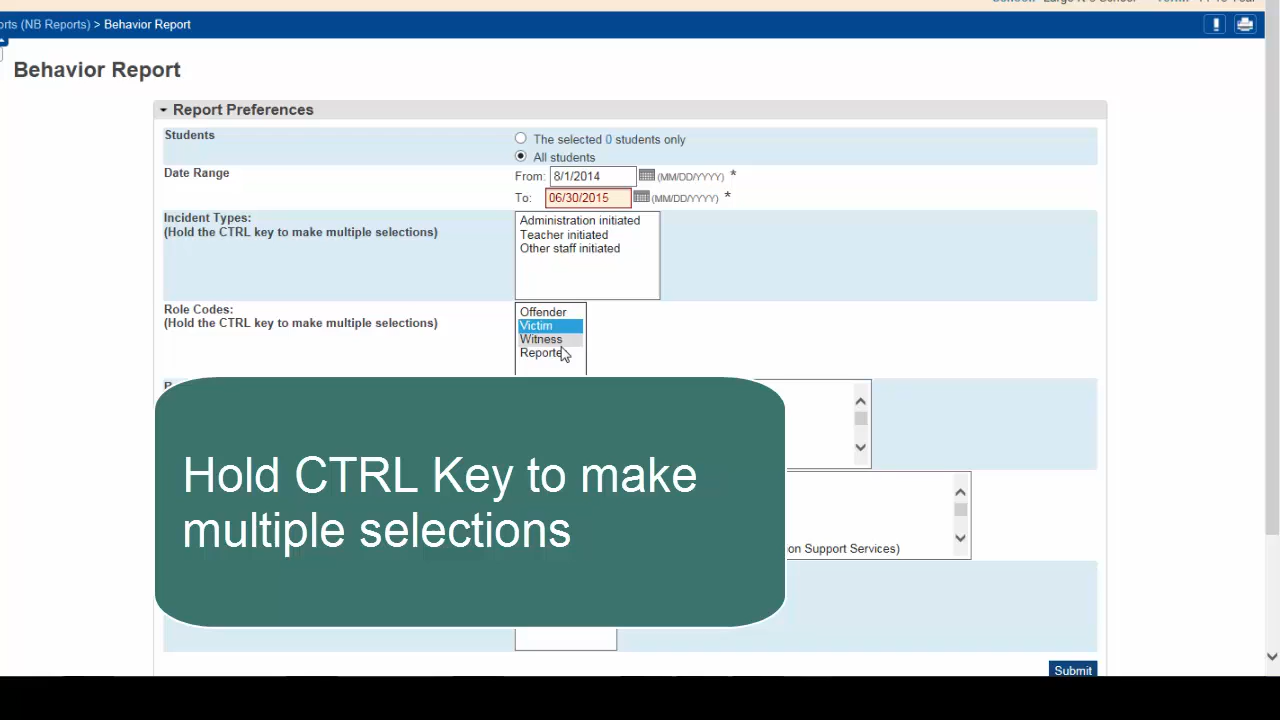 (NB Reports) > Behavior Report
Behavior Report
Report Preferences
Students
The selected 0 students only
All students
Date Range
From: 8/1/2014 (MM/DD/YYYY) *
To: 06/30/2015 (MM/DD/YYYY) *
Incident Types:
(Hold the CTRL key to make multiple selections)
Administration initiated
Teacher initiated
Other staff initiated
Role Codes:
(Hold the CTRL key to make multiple selections)
Offender
Victim
Witness
Reporte
Hold CTRL Key to make
multiple selections
on Support Services)
Submit